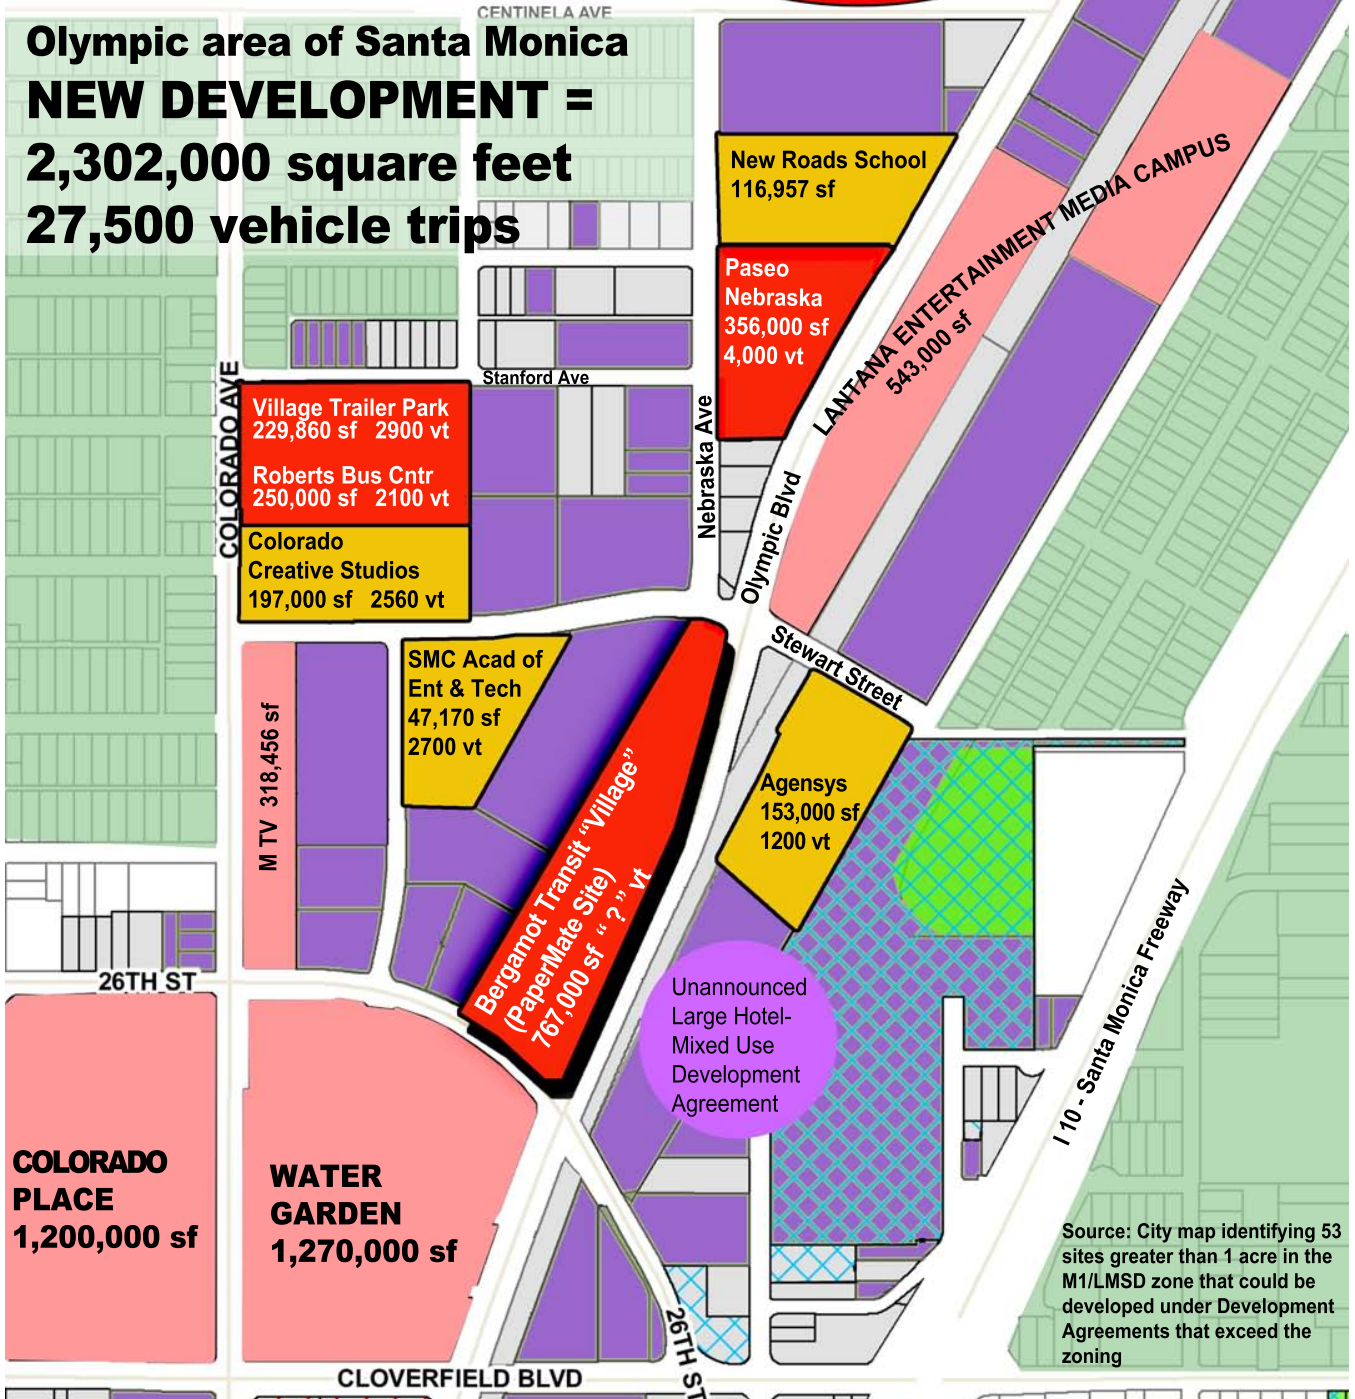 CENTINELA AVE
Olympic area of Santa Monica
NEW DEVELOPMENT =
2,302,000 square feet
27,500 vehicle trips
New Roads School
116,957 sf
Paseo
Nebraska
356,000 sf
4,000 vt
LANTANA ENTERTAINMENT MEDIA CAMPUS
543,000 sf
Stanford Ave
COLORADO AVE
Village Trailer Park
229,860 sf 2900 vt
Roberts Bus Cntr
250,000 sf 2100 vt
Colorado
Creative Studios
197,000 sf 2560 vt
Nebraska Ave
Olympic Blvd
Stewart Street
SMC Acad of
Ent & Tech
47,170 sf
2700 vt
M TV 318,456 sf
Bergamot Transit “Village”
(PaperMate Site)
767,000 sf “ ? ” vt
Agensys
153,000 sf
1200 vt
26TH ST
Unannounced
Large Hotel-
Mixed Use
Development
Agreement
I 10 - Santa Monica Freeway
COLORADO
PLACE
1,200,000 sf
WATER
GARDEN
1,270,000 sf
Source: City map identifying 53
sites greater than 1 acre in the
M1/LMSD zone that could be
developed under Development
Agreements that exceed the
zoning
26TH ST
CLOVERFIELD BLVD